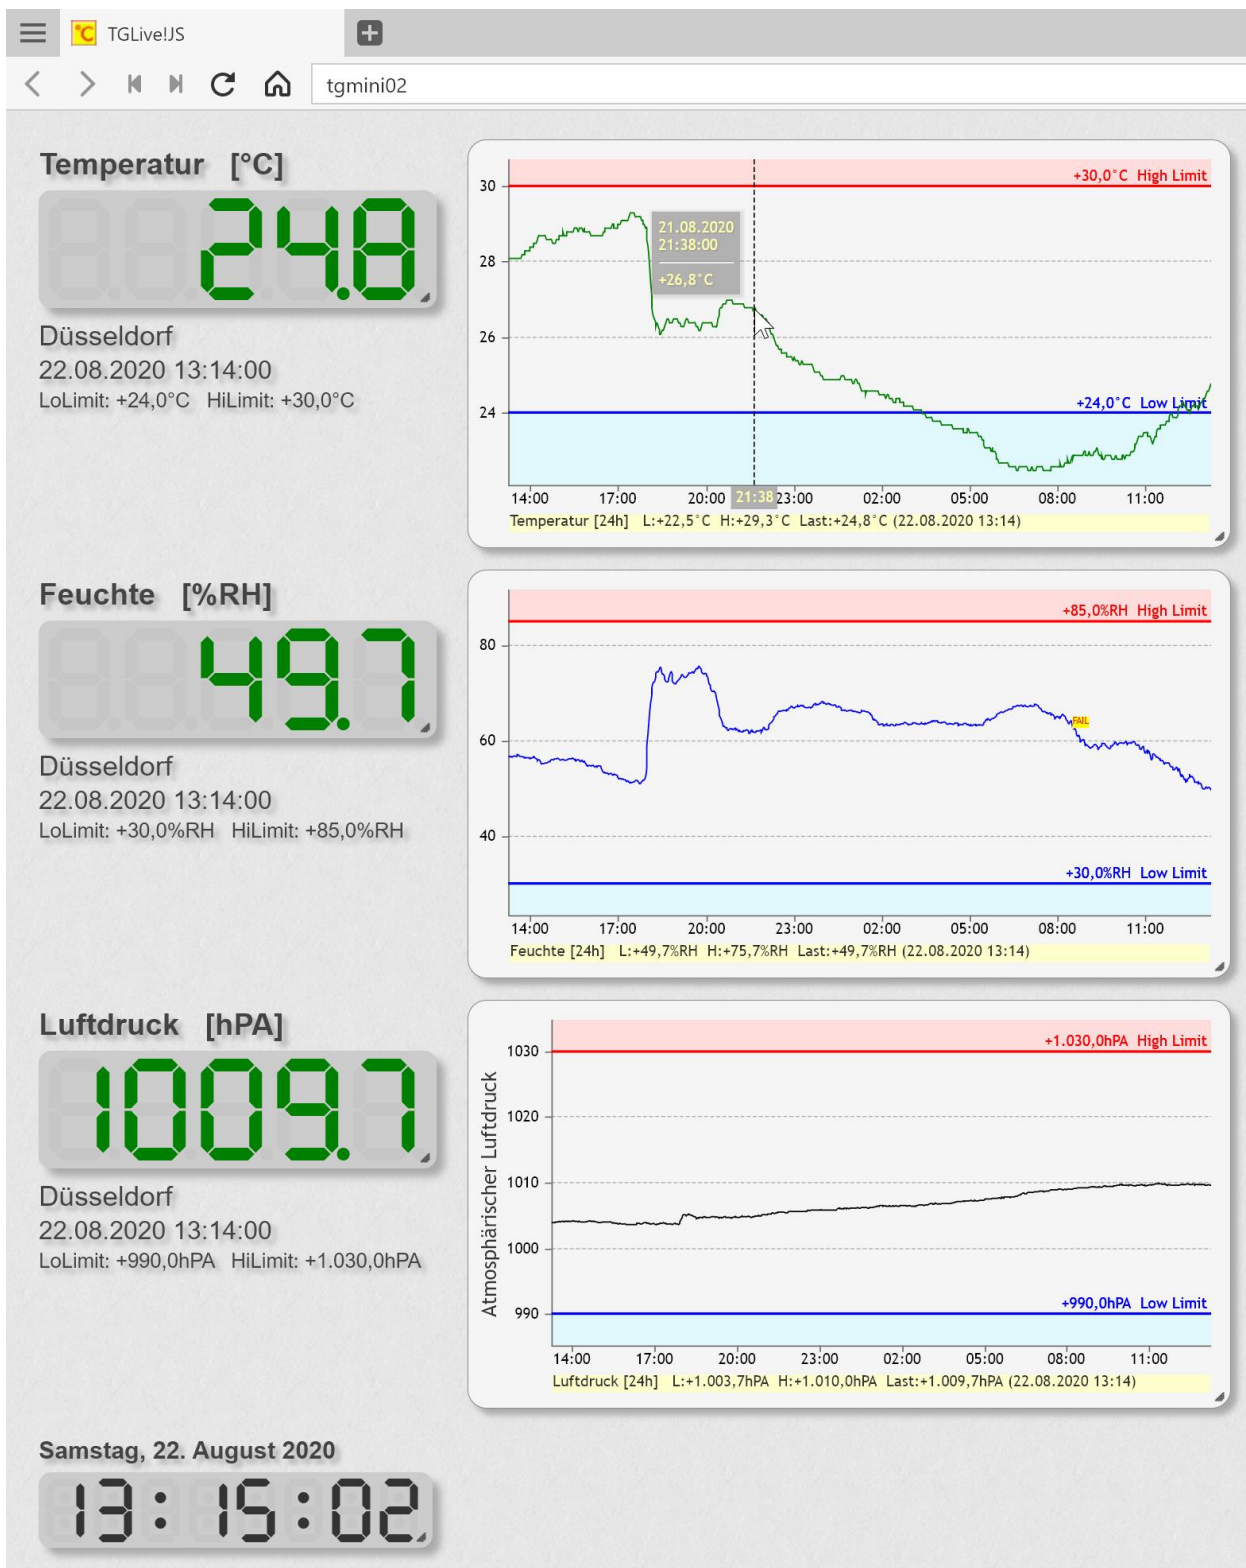 TGLive!JS
tgmini02
Temperatur [°C]
24.8
Düsseldorf
22.08.2020 13:14:00
LoLimit: +24,0°C HiLimit: +30,0°C
+30,0°C High Limit
30
28
26
24
21.08.2020
21:38:00
+26,8°C
+24,0°C Low Limit
14:00 17:00 20:00 21:38 23:00 02:00 05:00 08:00 11:00
Temperatur [24h] L:+22,5°C H:+29,3°C Last:+24,8°C (22.08.2020 13:14)
Feuchte [%RH]
49.7
Düsseldorf
22.08.2020 13:14:00
LoLimit: +30,0%RH HiLimit: +85,0%RH
+85,0%RH High Limit
80
60
40
FAIL
+30,0%RH Low Limit
14:00 17:00 20:00 23:00 02:00 05:00 08:00 11:00
Feuchte [24h] L:+49,7%RH H:+75,7%RH Last:+49,7%RH (22.08.2020 13:14)
Luftdruck [hPA]
1009.7
Düsseldorf
22.08.2020 13:14:00
LoLimit: +990,0hPA HiLimit: +1.030,0hPA
Atmosphärischer Luftdruck
+1.030,0hPA High Limit
1030
1020
1010
1000
990
+990,0hPA Low Limit
14:00 17:00 20:00 23:00 02:00 05:00 08:00 11:00
Luftdruck [24h] L:+1.003,7hPA H:+1.010,0hPA Last:+1.009,7hPA (22.08.2020 13:14)
Samstag, 22. August 2020
13:15:02